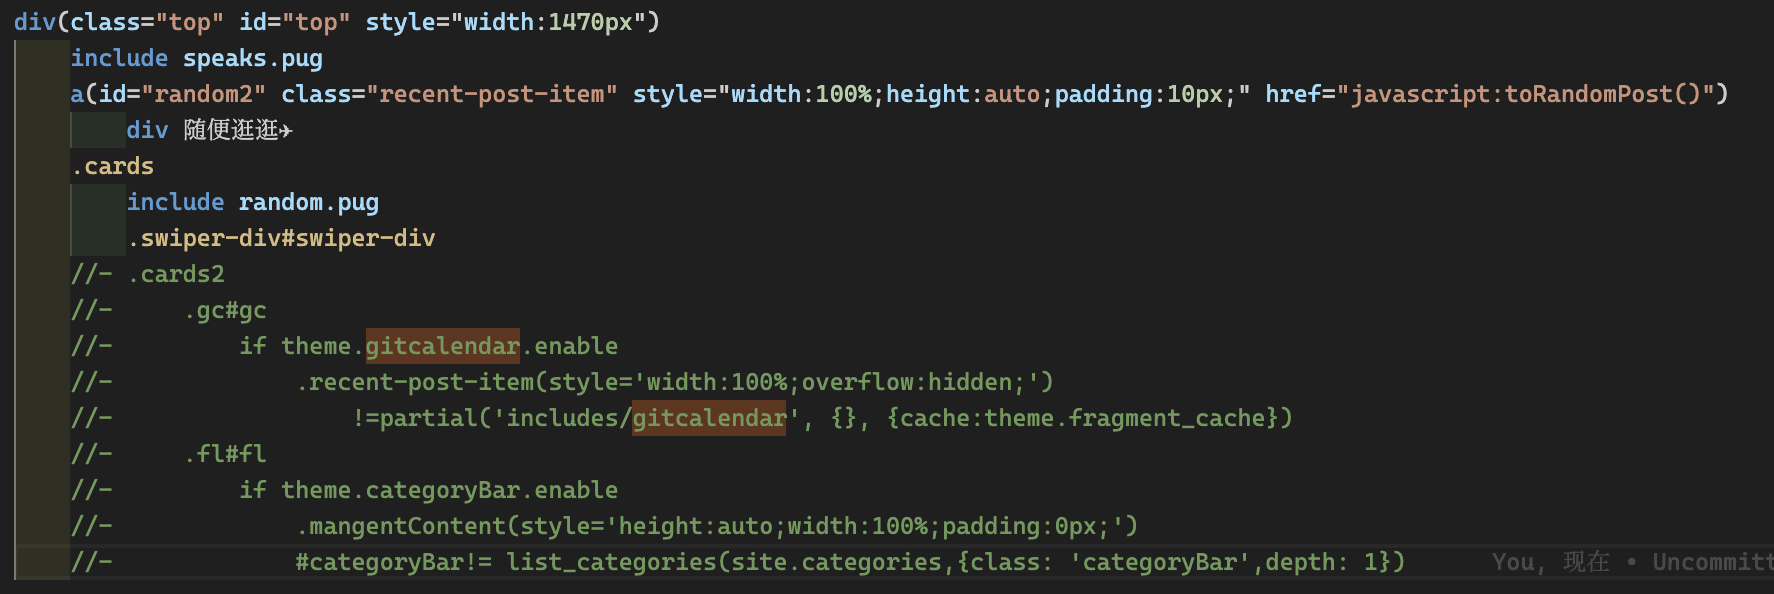 div(class="top" id="top" style="width:1470px")
    include speaks.pug
    a(id="random2" class="recent-post-item" style="width:100%;height:auto;padding:10px;" href="javascript:toRandomPost()")
        div 随便逛逛✈
    .cards
        include random.pug
        .swiper-div#swiper-div
    //- .cards2
    //-     .gc#gc
    //-         if theme.gitcalendar.enable
    //-             .recent-post-item(style='width:100%;overflow:hidden;')
    //-                 !=partial('includes/gitcalendar', {}, {cache:theme.fragment_cache})
    //-     .fl#fl
    //-         if theme.categoryBar.enable
    //-             .mangentContent(style='height:auto;width:100%;padding:0px;')
    //-             #categoryBar!= list_categories(site.categories,{class: 'categoryBar',depth: 1})      You, 现在 • Uncommitt